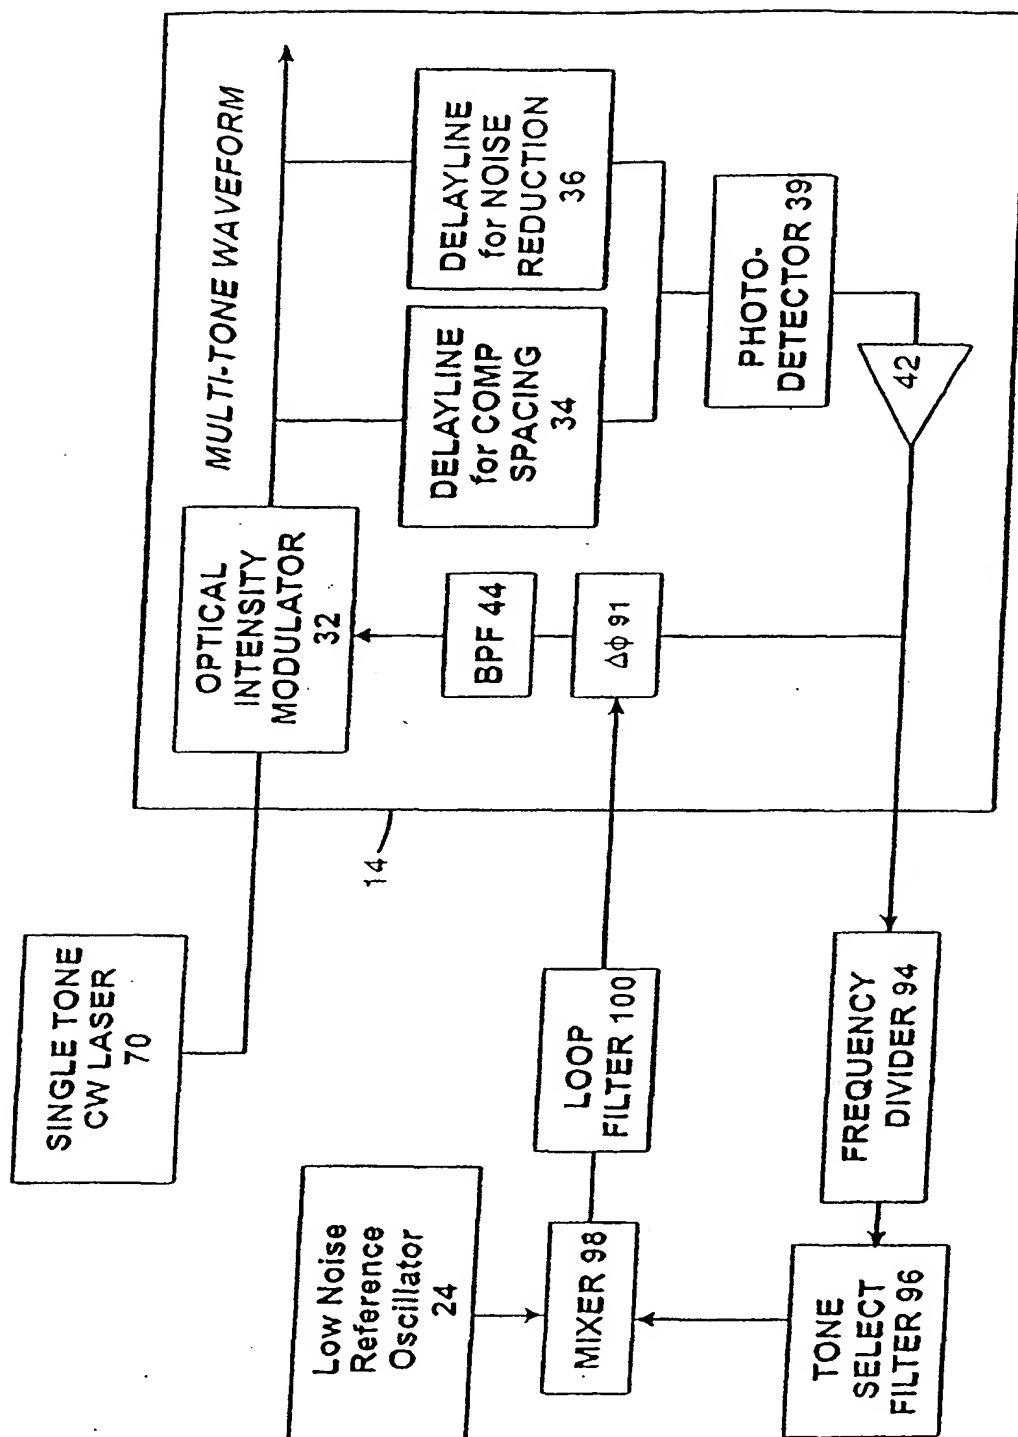 SINGLE TONE
CW LASER
70
Low Noise
Reference
Oscillator
24
MIXER 98
LOOP
FILTER 100
TONE
SELECT
FILTER 96
FREQUENCY
DIVIDER 94
14
OPTICAL
INTENSITY
MODULATOR
32
MULTI-TONE WAVEFORM
BPF 44
Δϕ 91
DELAYLINE
for COMP
SPACING
34
DELAYLINE
for NOISE
REDUCTION
36
PHOTO-
DETECTOR 39
42